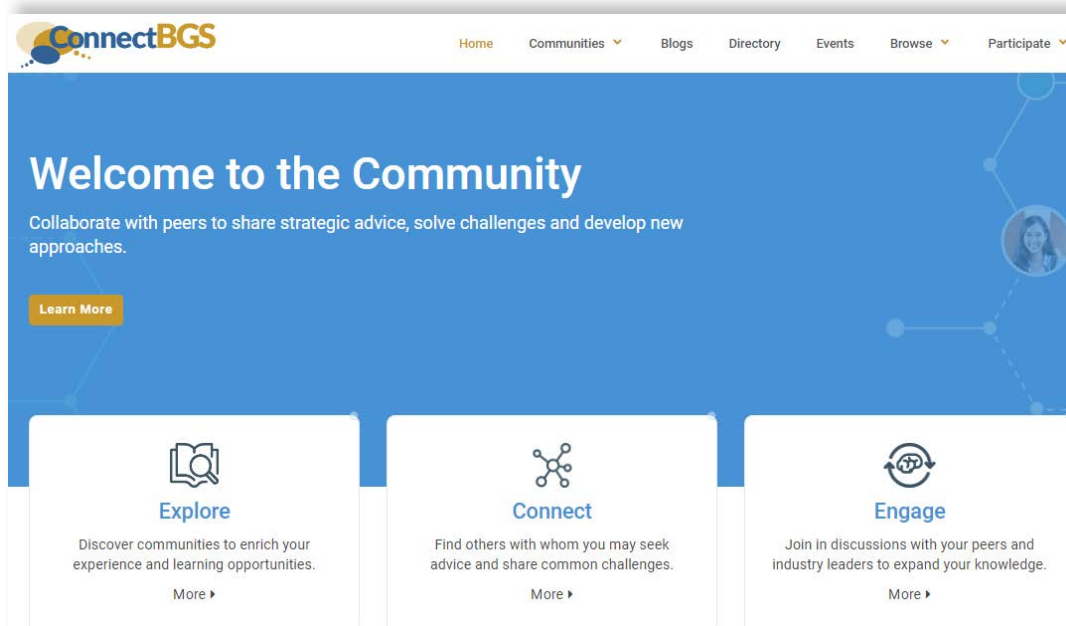 ConnectBGS
Home Communities Blogs Directory Events Browse Participate
Welcome to the Community
Collaborate with peers to share strategic advice, solve challenges and develop new
approaches.
Learn More
Explore
Discover communities to enrich your
experience and learning opportunities.
More
Connect
Find others with whom you may seek
advice and share common challenges.
More
Engage
Join in discussions with your peers and
industry leaders to expand your knowledge.
More